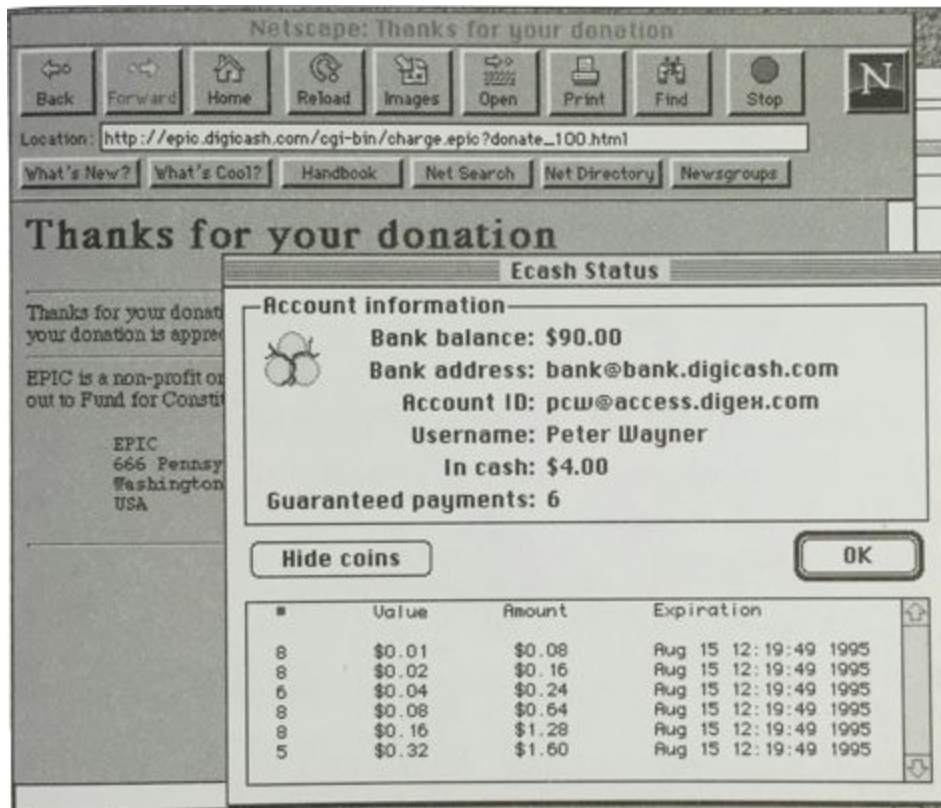 Netscape: Thanks for your donation
Back Forward Home Reload Images Open Print Find Stop N
Location: http://epic.digicash.com/cgi-bin/charge.epic?donate_100.html
What's New? What's Cool? Handbook Net Search Net Directory Newsgroups
Thanks for your donation
Thanks for your donati
your donation is appre
EPIC is a non-profit or
out to Fund for Constit
EPIC
666 Pennsy
Washington
USA
Ecash Status
Account information
Bank balance: $90.00
Bank address: bank@bank.digicash.com
Account ID: pcw@access.digex.com
Username: Peter Wayner
In cash: $4.00
Guaranteed payments: 6
Hide coins OK
# Value Amount Expiration
8 $0.01 $0.08 Aug 15 12:19:49 1995
8 $0.02 $0.16 Aug 15 12:19:49 1995
6 $0.04 $0.24 Aug 15 12:19:49 1995
8 $0.08 $0.64 Aug 15 12:19:49 1995
8 $0.16 $1.28 Aug 15 12:19:49 1995
5 $0.32 $1.60 Aug 15 12:19:49 1995